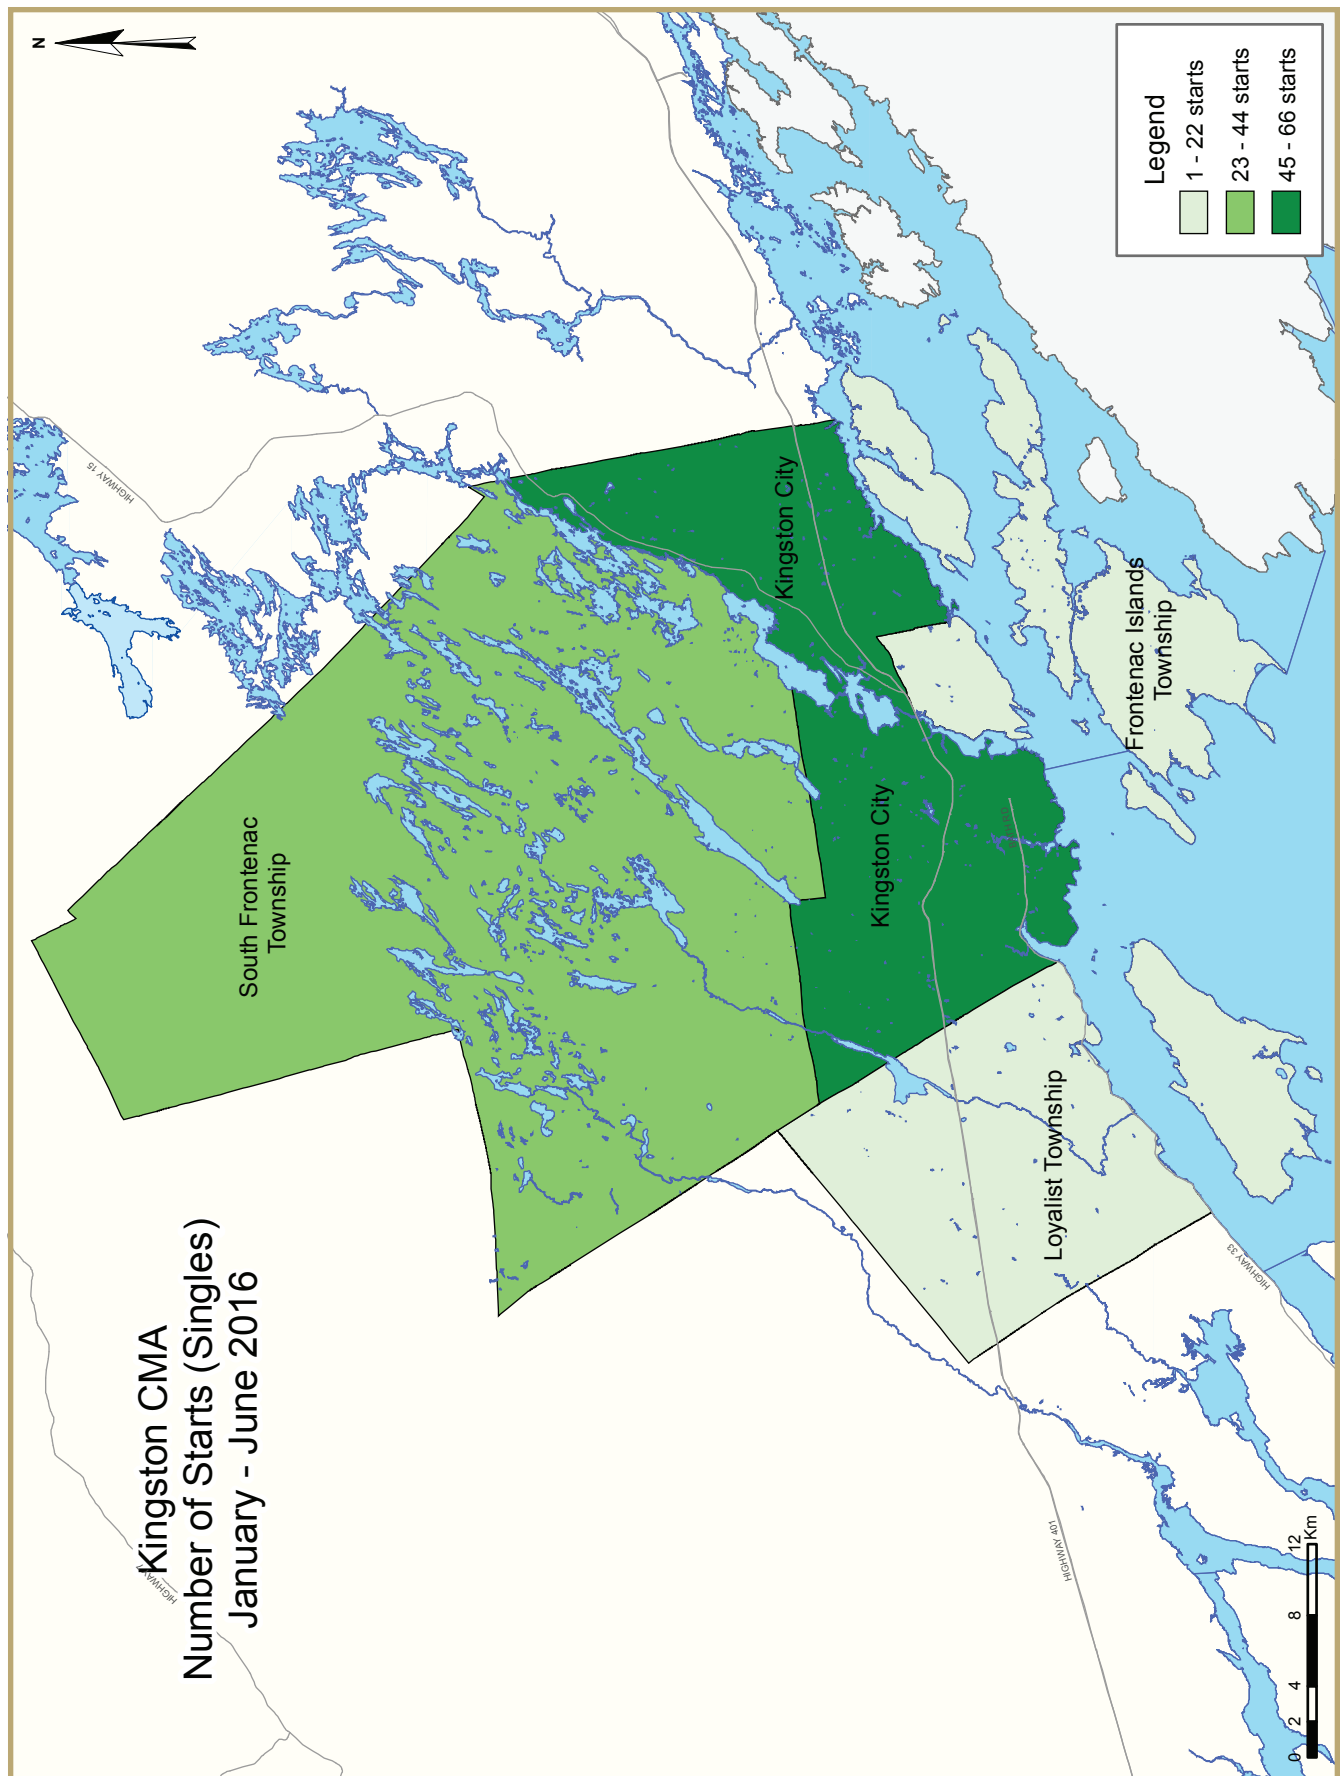 Kingston CMA
Number of Starts (Singles)
January - June 2016
N
HIGHWAY 15
South Frontenac
Township
Kingston City
Kingston City
Frontenac Islands
Township
Loyalist Township
HIGHWAY 33
HIGHWAY 401
HIGHWAY
0 2 4 8 12
Km
Legend
1 - 22 starts
23 - 44 starts
45 - 66 starts